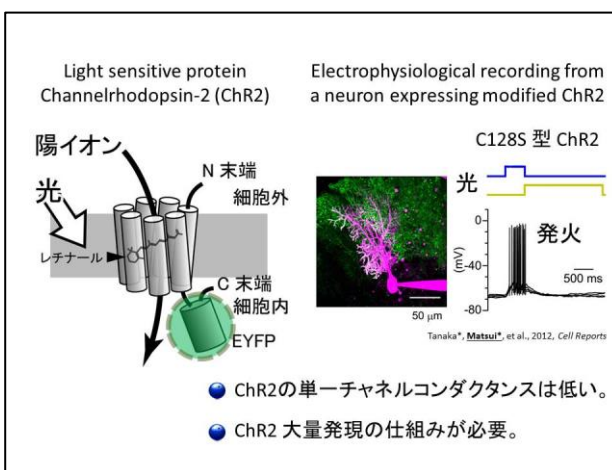 Light sensitive protein
Channelrhodopsin-2 (ChR2)
陽イオン
光
N 末端
細胞外
レチナール
C 末端
細胞内
EYFP
Electrophysiological recording from
a neuron expressing modified ChR2
C128S 型 ChR2
光
50 μm
0
-40
-60
-80
(mV)
発火
500 ms
Tanaka*, Matsui*, et al., 2012, Cell Reports
ChR2の単一チャネルコンダクタンスは低い。
ChR2 大量発現の仕組みが必要。